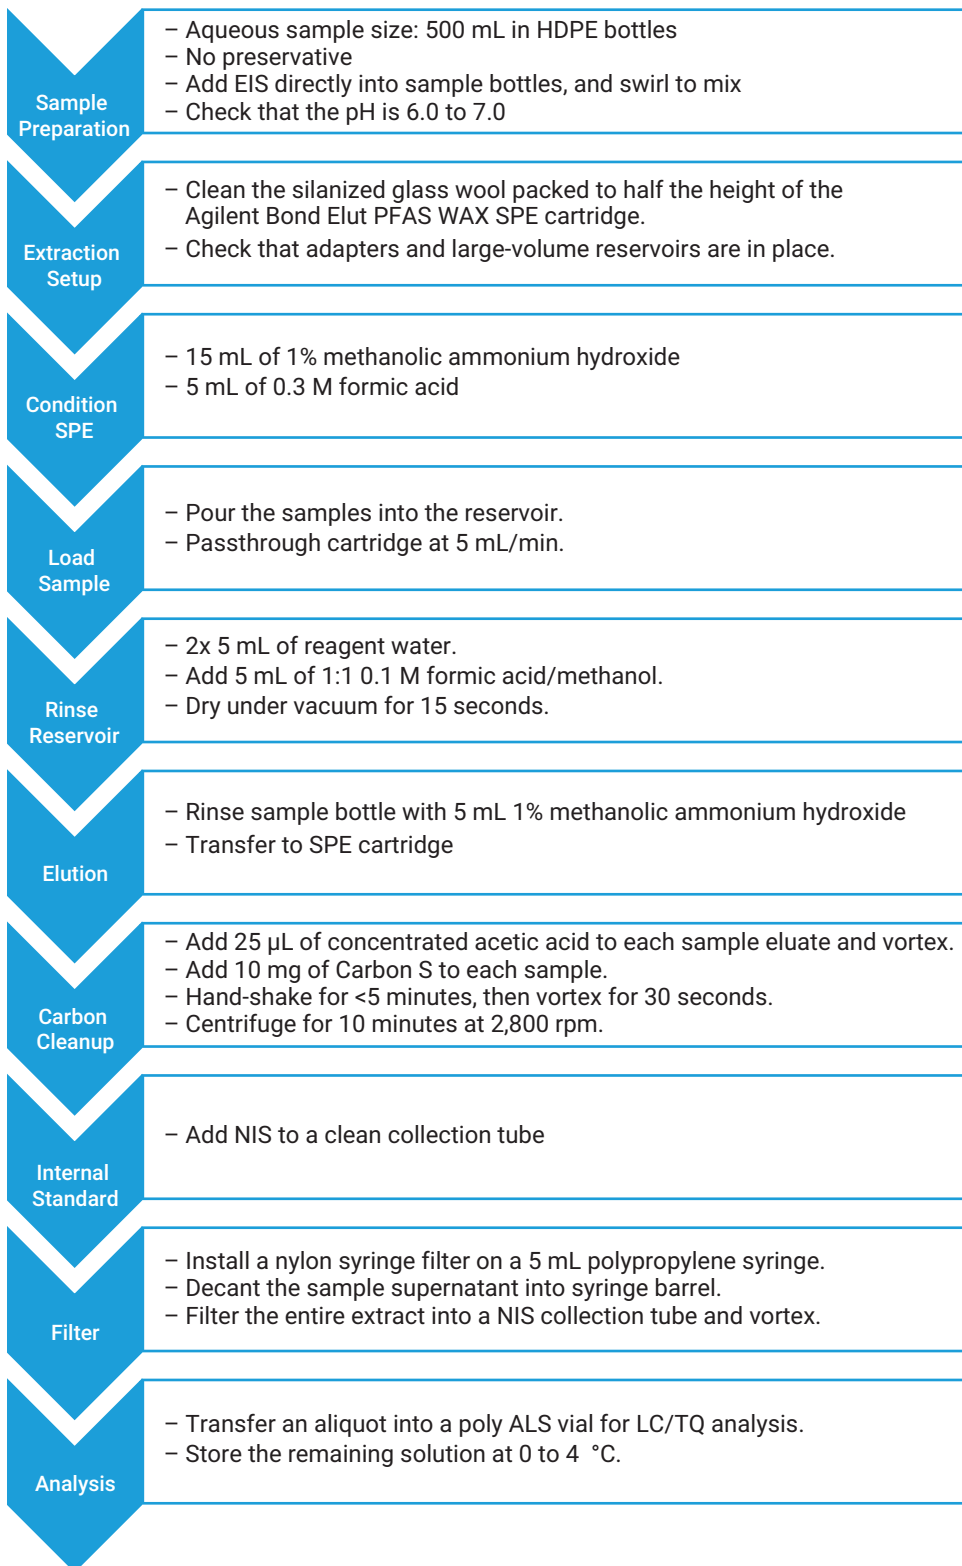 Sample
Preparation
– Aqueous sample size: 500 mL in HDPE bottles
– No preservative
– Add EIS directly into sample bottles, and swirl to mix
– Check that the pH is 6.0 to 7.0
Extraction
Setup
– Clean the silanized glass wool packed to half the height of the
Agilent Bond Elut PFAS WAX SPE cartridge.
– Check that adapters and large-volume reservoirs are in place.
Condition
SPE
– 15 mL of 1% methanolic ammonium hydroxide
– 5 mL of 0.3 M formic acid
Load
Sample
– Pour the samples into the reservoir.
– Passthrough cartridge at 5 mL/min.
Rinse
Reservoir
– 2x 5 mL of reagent water.
– Add 5 mL of 1:1 0.1 M formic acid/methanol.
– Dry under vacuum for 15 seconds.
Elution
– Rinse sample bottle with 5 mL 1% methanolic ammonium hydroxide
– Transfer to SPE cartridge
Carbon
Cleanup
– Add 25 µL of concentrated acetic acid to each sample eluate and vortex.
– Add 10 mg of Carbon S to each sample.
– Hand-shake for <5 minutes, then vortex for 30 seconds.
– Centrifuge for 10 minutes at 2,800 rpm.
Internal
Standard
– Add NIS to a clean collection tube
Filter
– Install a nylon syringe filter on a 5 mL polypropylene syringe.
– Decant the sample supernatant into syringe barrel.
– Filter the entire extract into a NIS collection tube and vortex.
Analysis
– Transfer an aliquot into a poly ALS vial for LC/TQ analysis.
– Store the remaining solution at 0 to 4 °C.